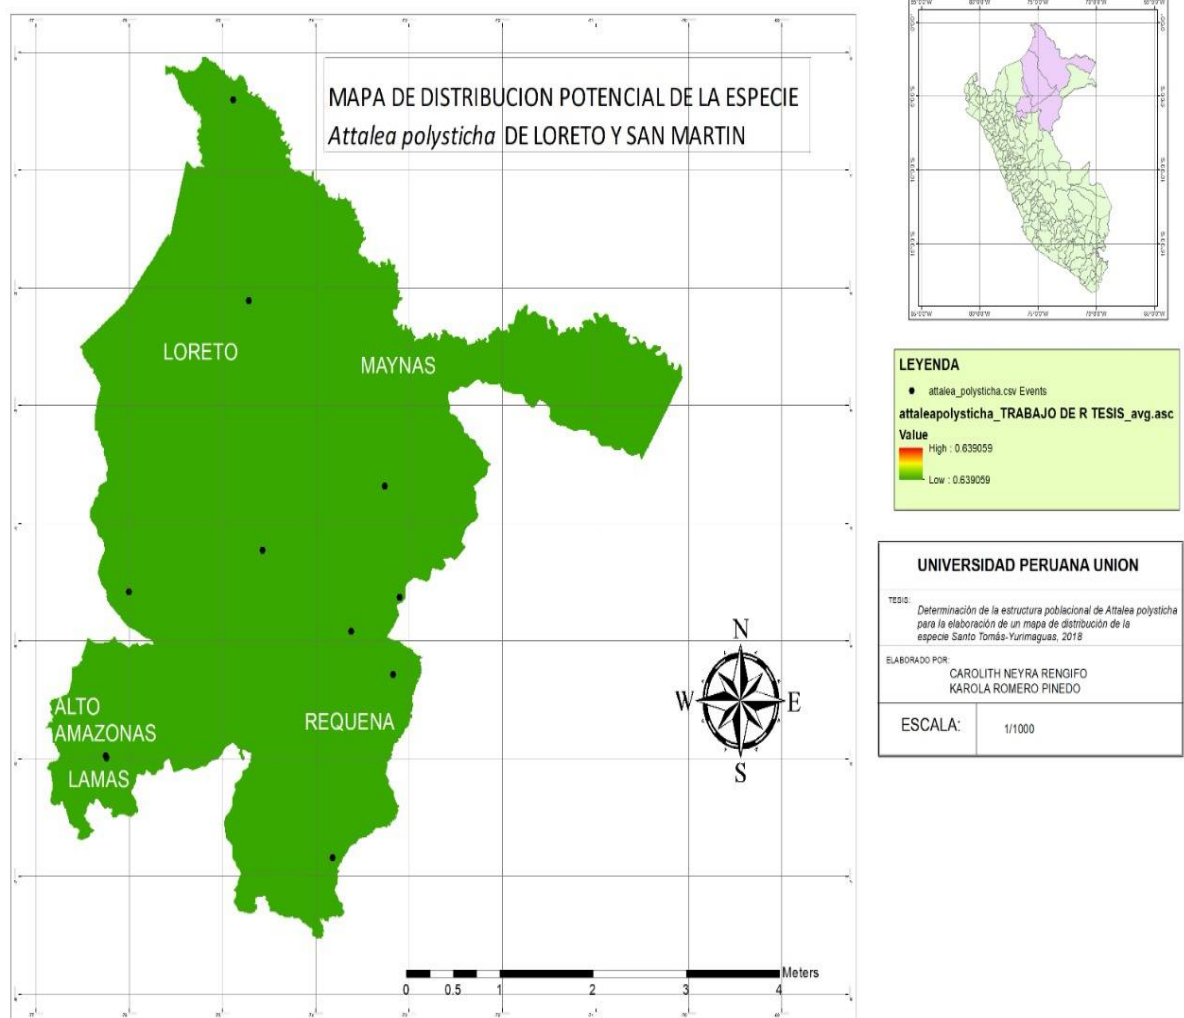 MAPA DE DISTRIBUCION POTENCIAL DE LA ESPECIE
Attalea polysticha DE LORETO Y SAN MARTIN
LORETO
MAYNAS
ALTO
AMAZONAS
LAMAS
REQUENA
N
W
E
S
Meters
0 0.5 1 2 3 4
LEYENDA
attalea_polysticha.csv Events
attaleapolysticha_TRABAJO DE R TESIS_avg.asc
Value
High : 0.639059
Low : 0.639059
UNIVERSIDAD PERUANA UNION
TESIS:
Determinación de la estructura poblacional de Attalea polysticha
para la elaboración de un mapa de distribución de la
especie Santo Tomás-Yurimaguas, 2018
ELABORADO POR:
CAROLITH NEYRA RENGIFO
KAROLA ROMERO PINEDO
ESCALA:
1/1000